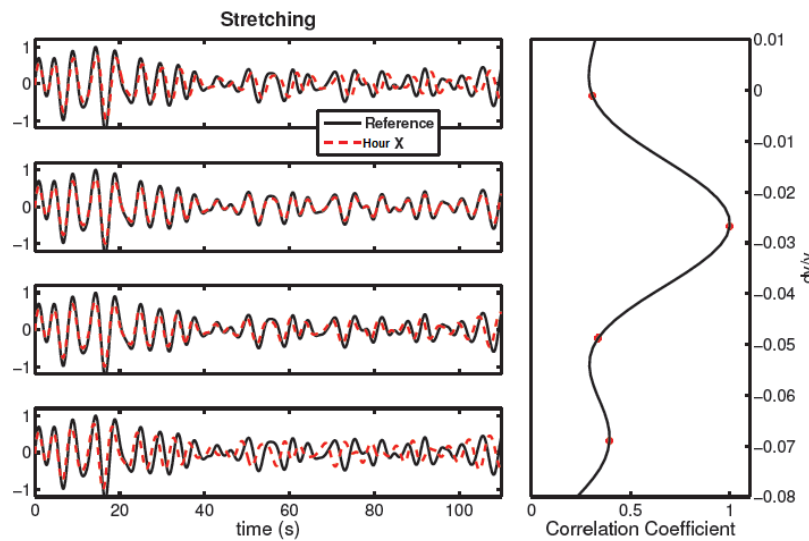 Stretching
1
0
−1
Reference
Hour X
1
0
−1
1
0
−1
1
0
−1
0 20 40 60 80 100
time (s)
0.01
0
−0.01
−0.02
−0.03
−0.04
−0.05
−0.06
−0.07
−0.08
dv/v
0 0.5 1
Correlation Coefficient